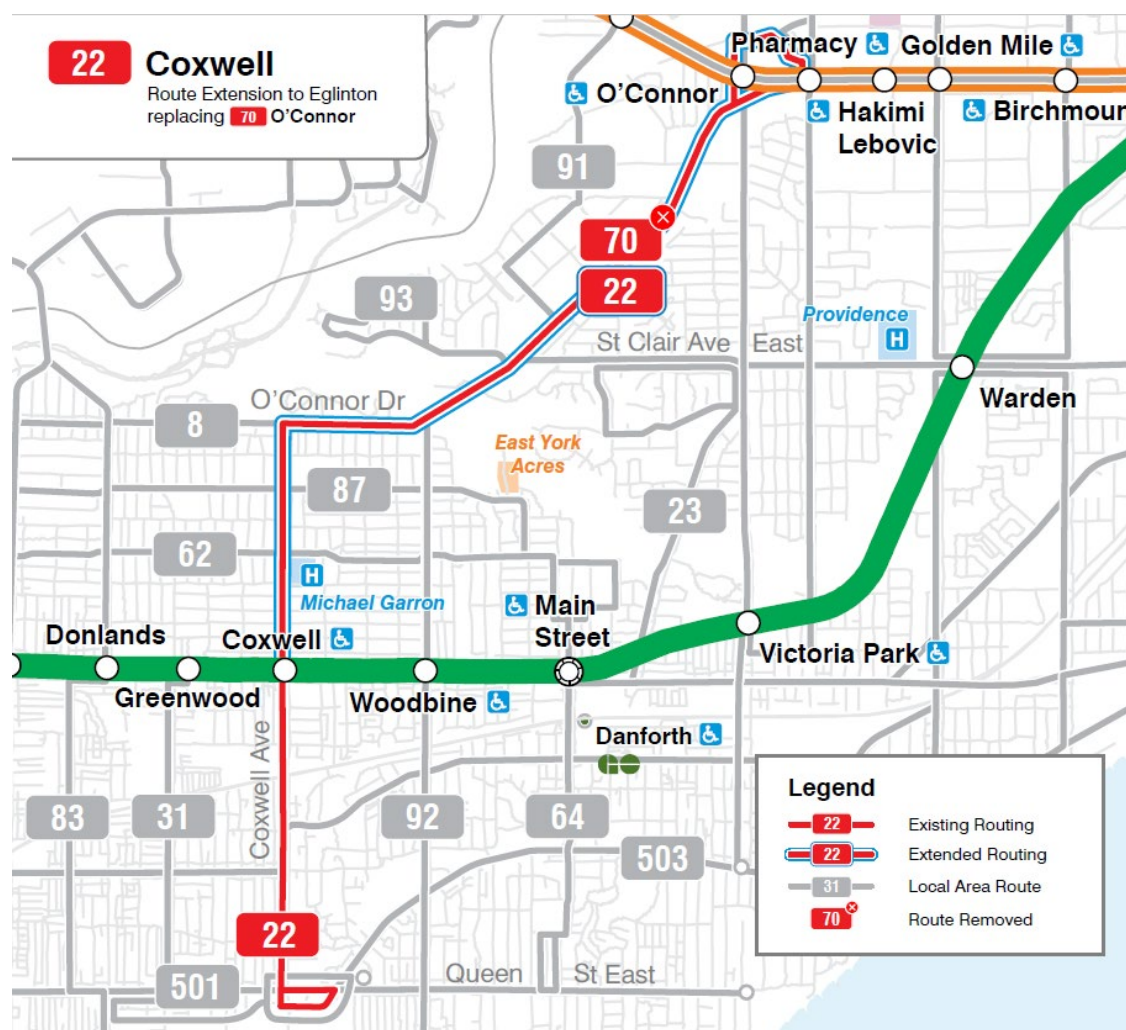 22 Coxwell
Route Extension to Eglinton
replacing 70 O'Connor
Pharmacy
Golden Mile
O'Connor
Hakimi
Lebovic
Birchmour
91
70
22
93
Providence
H
St Clair Ave East
Warden
O'Connor Dr
8
East York
Acres
87
23
62
H
Michael Garron
Main
Street
Donlands
Coxwell
Victoria Park
Greenwood
Woodbine
Coxwell Ave
Danforth
GO
83
31
92
64
503
22
501
Queen St East
Legend
22 Existing Routing
22 Extended Routing
31 Local Area Route
70 Route Removed